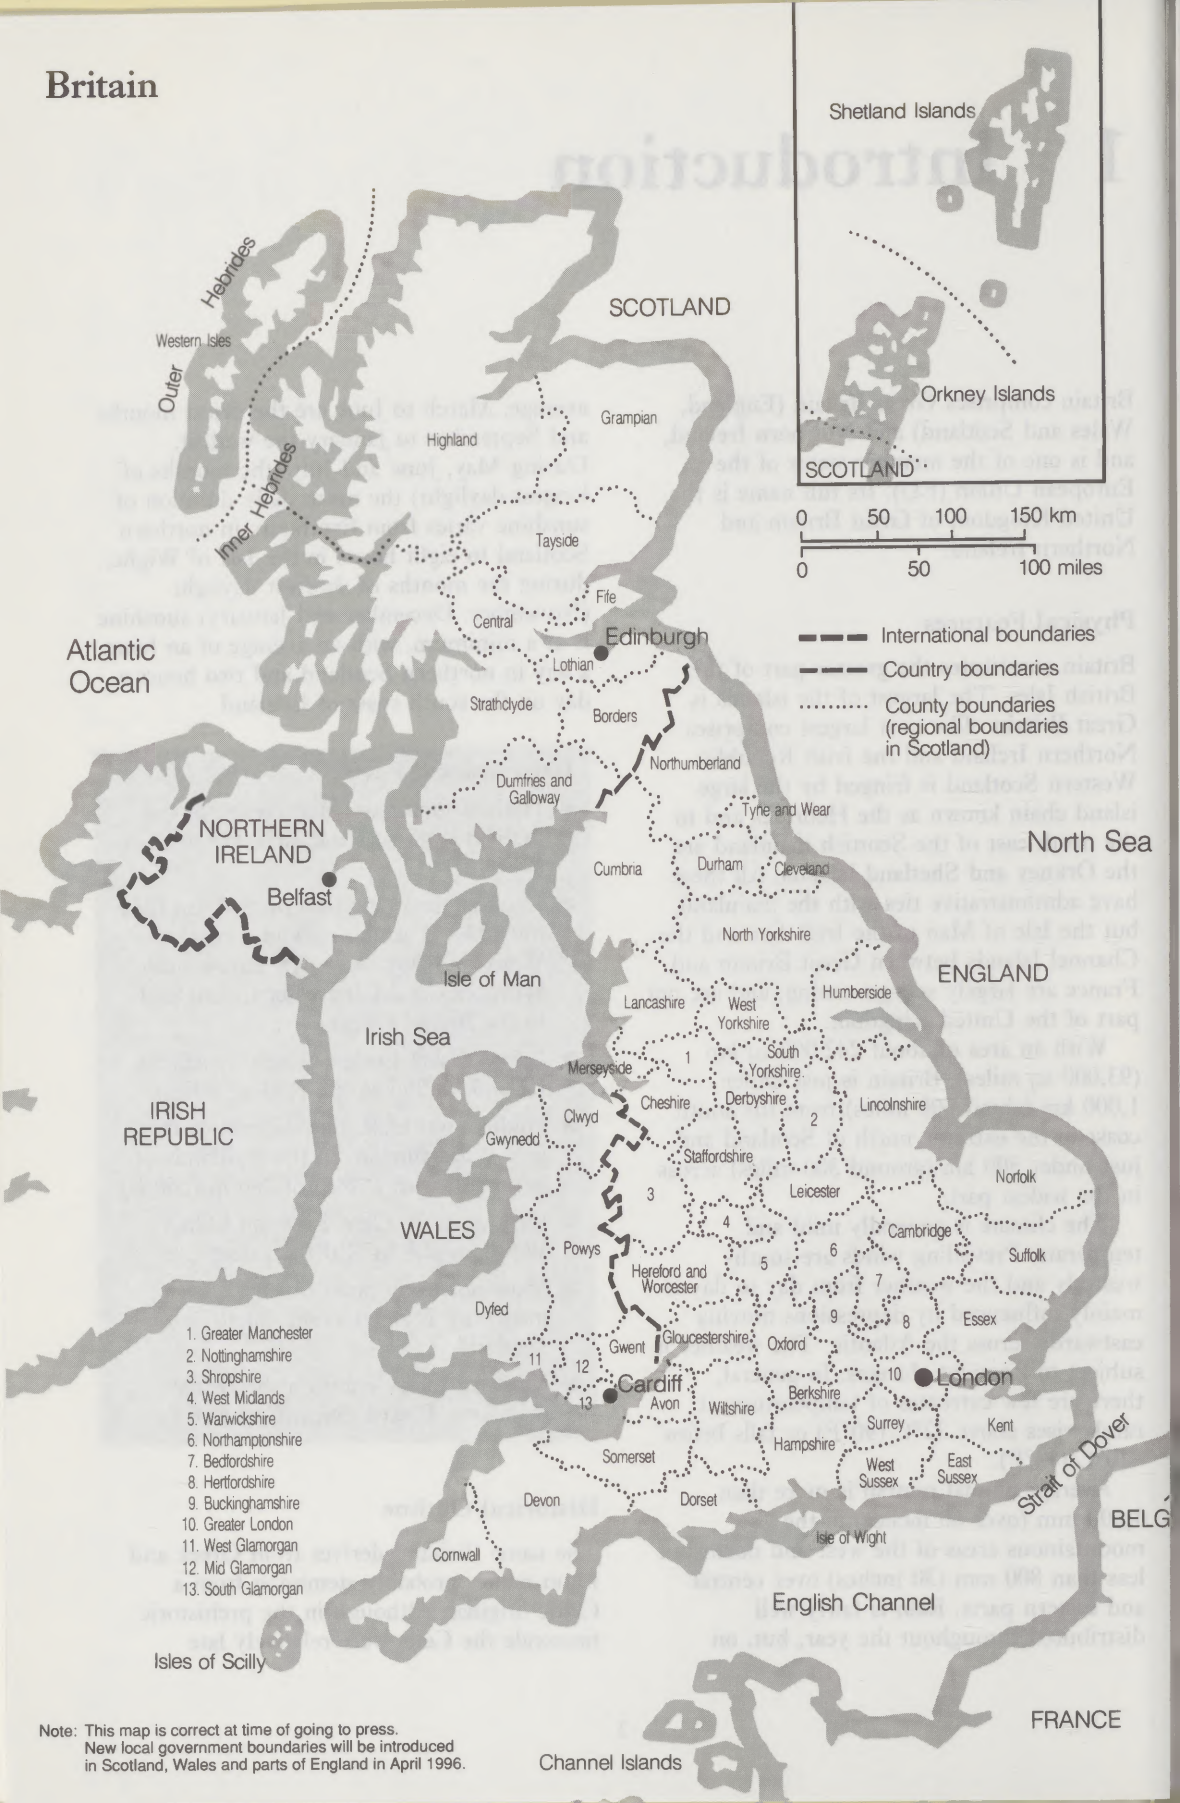 Britain
Shetland Islands
Orkney Islands
SCOTLAND
0 50 100 150 km
0 50 100 miles
International boundaries
Country boundaries
County boundaries
(regional boundaries
in Scotland)
SCOTLAND
Outer Hebrides
Western Isles
Inner Hebrides
Highland
Grampian
Tayside
Fife
Central
Edinburgh
Lothian
Strathclyde
Borders
Dumfries and
Galloway
Atlantic
Ocean
NORTHERN
IRELAND
Belfast
Northumberland
Tyne and Wear
Durham
Cleveland
Cumbria
North Sea
North Yorkshire
ENGLAND
Isle of Man
Irish Sea
Lancashire
West
Yorkshire
Humberside
Merseyside
1
South
Yorkshire
Cheshire
Derbyshire
2
Lincolnshire
IRISH
REPUBLIC
Clwyd
Gwynedd
Staffordshire
3
Leicester
Norfolk
WALES
4
Cambridge
Powys
5
6
Suffolk
Hereford and
Worcester
7
Dyfed
Gloucestershire
9
8
Essex
Gwent
Oxford
11
12
10
London
Cardiff
13
Avon
Wiltshire
Berkshire
Surrey
Kent
Somerset
Hampshire
West
Sussex
East
Sussex
Strait of Dover
Devon
Dorset
BELG
Isle of Wight
Cornwall
English Channel
1. Greater Manchester
2. Nottinghamshire
3. Shropshire
4. West Midlands
5. Warwickshire
6. Northamptonshire
7. Bedfordshire
8. Hertfordshire
9. Buckinghamshire
10. Greater London
11. West Glamorgan
12. Mid Glamorgan
13. South Glamorgan
Isles of Scilly
FRANCE
Channel Islands
Note: This map is correct at time of going to press.
New local government boundaries will be introduced
in Scotland, Wales and parts of England in April 1996.